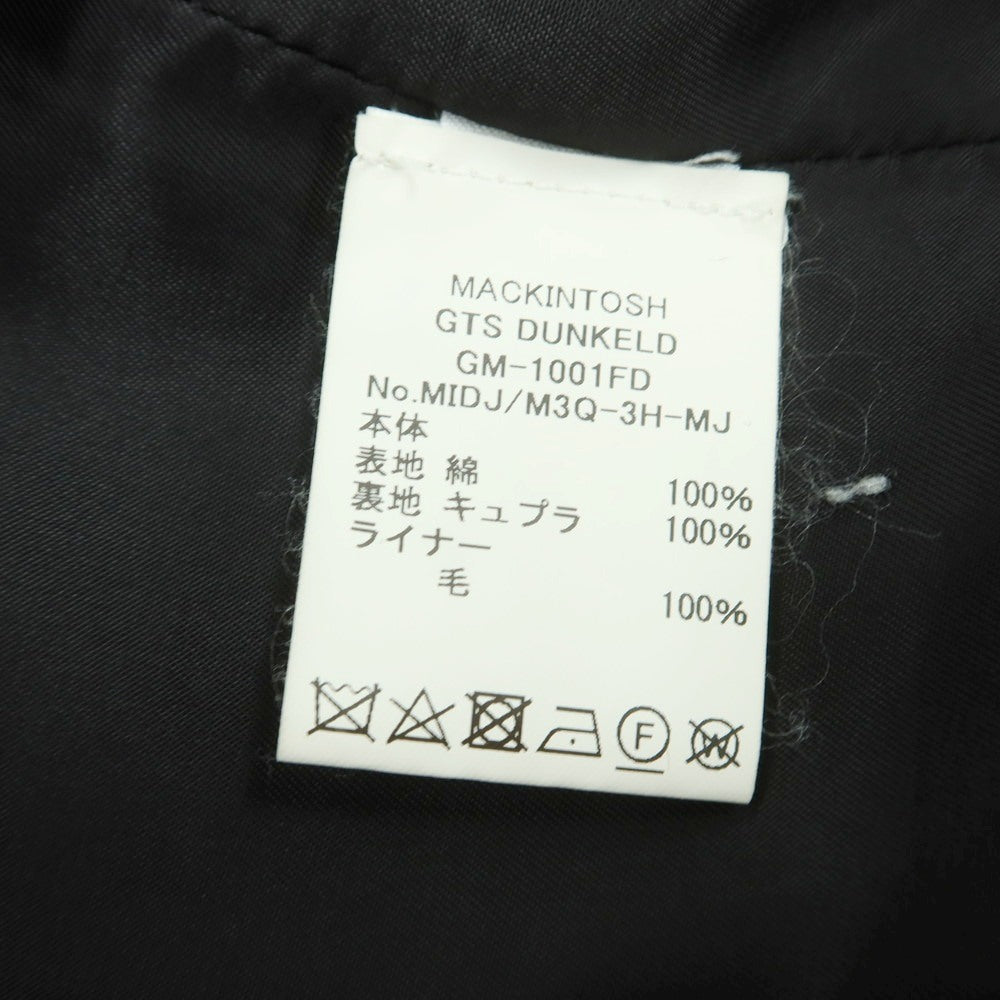 MACKINTOSH
GTS DUNKELD
GM-1001FD
No.MIDJ/M3Q-3H-MJ
本体
表地 綿 100%
裏地 キュプラ 100%
ライナー
毛 100%
F W